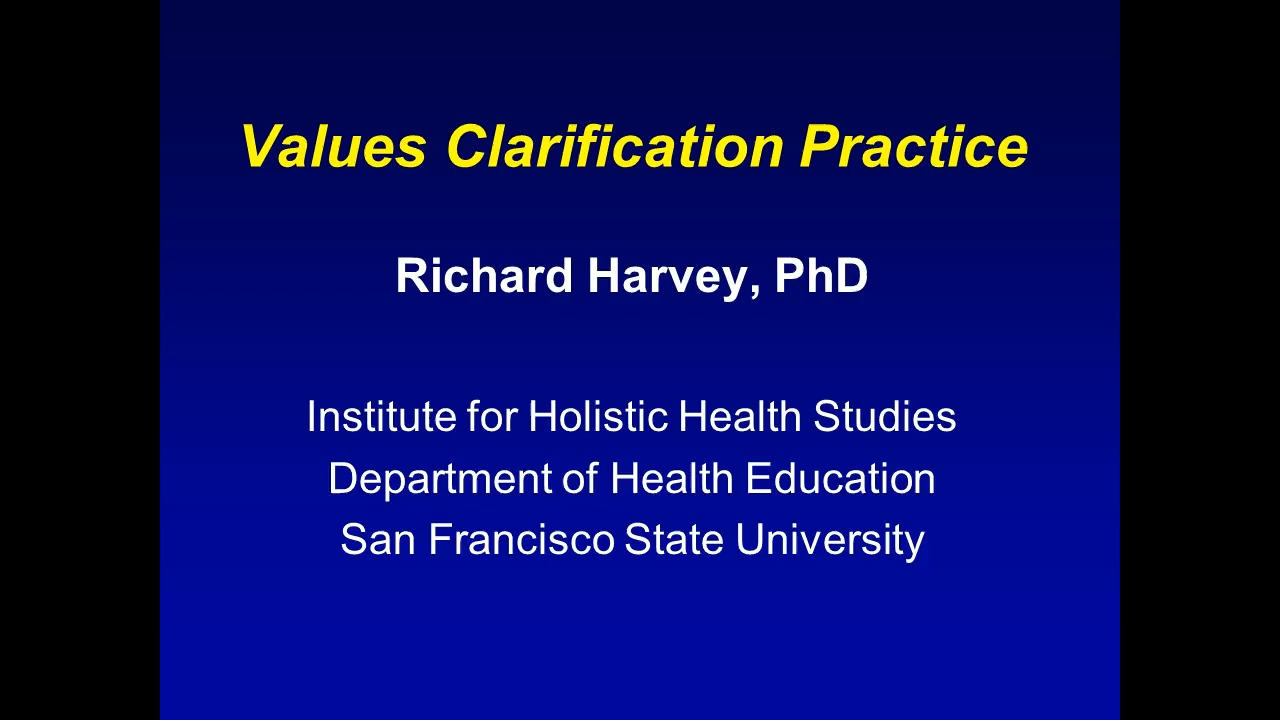 Values Clarification Practice
Richard Harvey, PhD
Institute for Holistic Health Studies
Department of Health Education
San Francisco State University